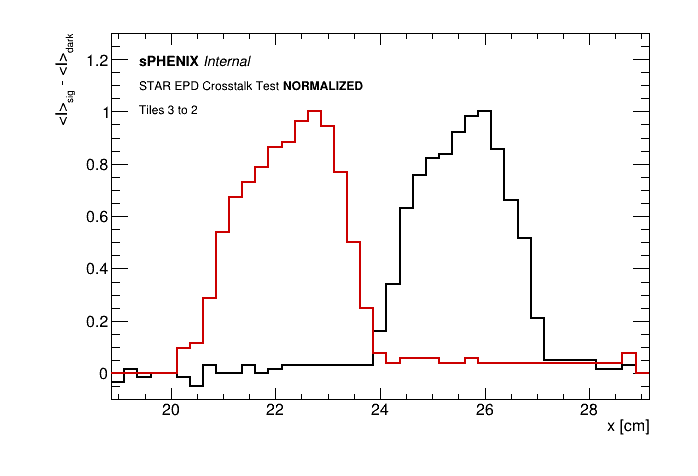 <I>sig - <I>dark
sPHENIX Internal
STAR EPD Crosstalk Test NORMALIZED
Tiles 3 to 2
1.2
1
0.8
0.6
0.4
0.2
0
20 22 24 26 28
x [cm]